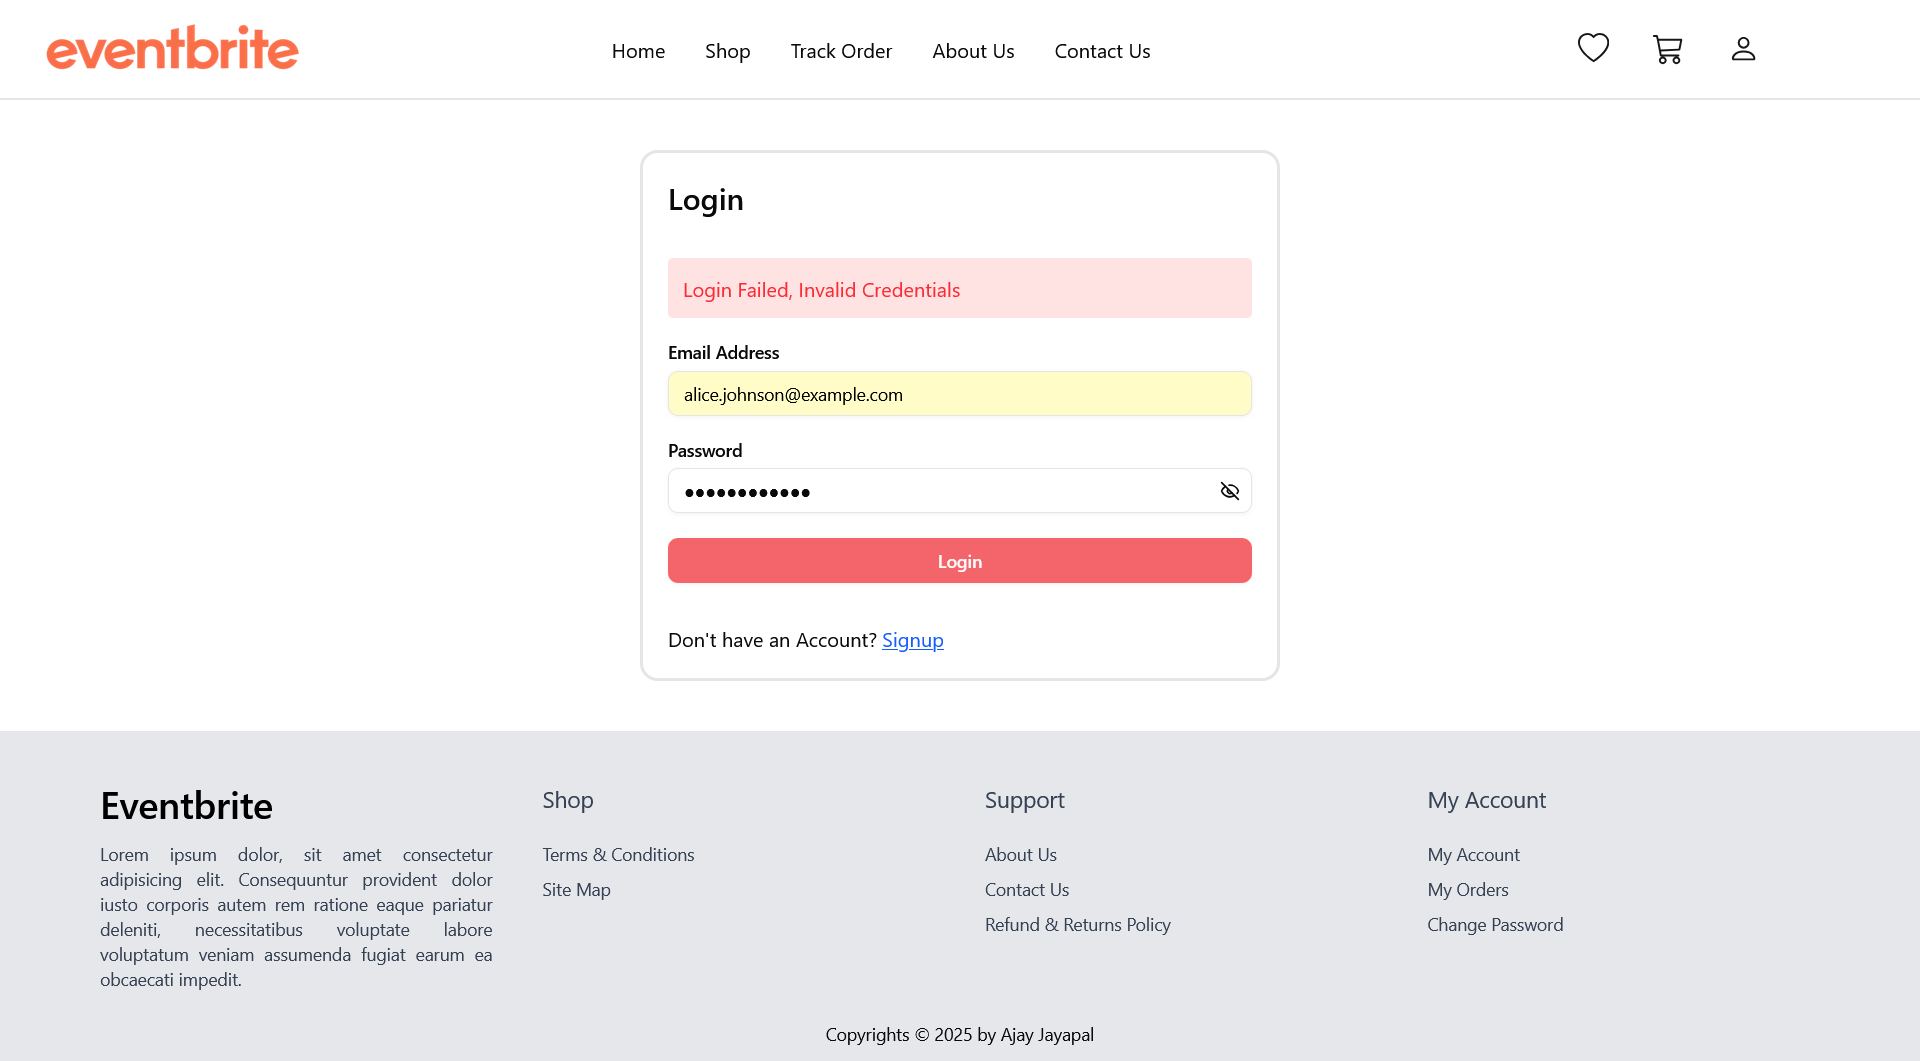 eventbrite
Home
Shop
Track Order
About Us
Contact Us
Login
Login Failed, Invalid Credentials
Email Address
alice.johnson@example.com
Password
Login
Don't have an Account? Signup
Eventbrite
Lorem ipsum dolor, sit amet consectetur
adipisicing elit. Consequuntur provident dolor
iusto corporis autem rem ratione eaque pariatur
deleniti, necessitatibus voluptate labore
voluptatum veniam assumenda fugiat earum ea
obcaecati impedit.
Shop
Terms & Conditions
Site Map
Support
About Us
Contact Us
Refund & Returns Policy
My Account
My Account
My Orders
Change Password
Copyrights © 2025 by Ajay Jayapal